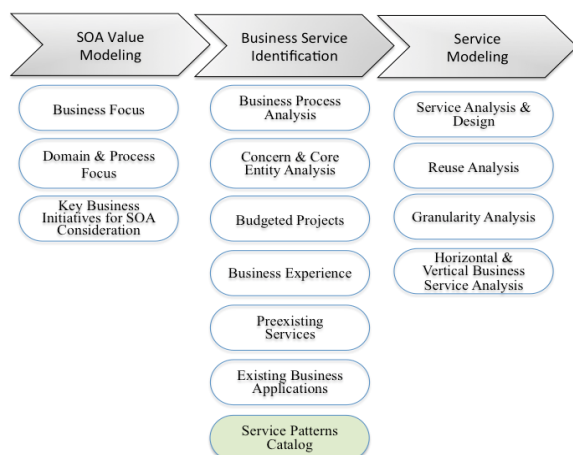 SOA Value
Modeling
Business Service
Identification
Service
Modeling
Business Focus
Domain & Process
Focus
Key Business
Initiatives for SOA
Consideration
Business Process
Analysis
Concern & Core
Entity Analysis
Budgeted Projects
Business Experience
Preexisting
Services
Existing Business
Applications
Service Patterns
Catalog
Service Analysis &
Design
Reuse Analysis
Granularity Analysis
Horizontal &
Vertical Business
Service Analysis